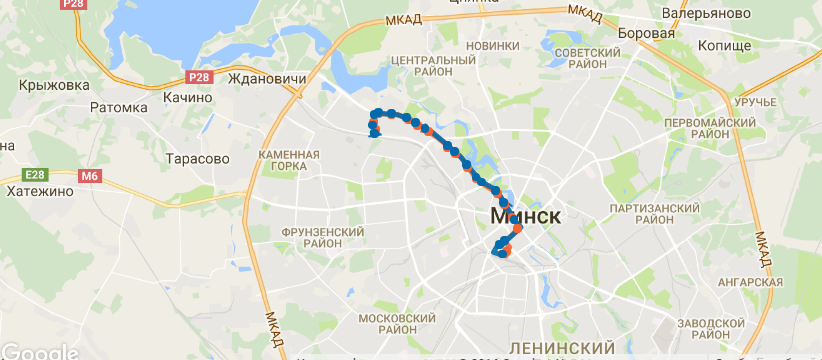 P28
МКАД
МКАД
Валерьяново
Боровая
НОВИНКИ
Копище
ЦЕНТРАЛЬНЫЙ
РАЙОН
СОВЕТСКИЙ
РАЙОН
P28
Ждановичи
Крыжовка
Качино
Ратомка
УРУЧЬЕ
ПЕРВОМАЙСКИЙ
РАЙОН
Тарасово
КАМЕННАЯ
ГОРКА
E28
M6
Хатежино
Минск
ПАРТИЗАНСКИЙ
РАЙОН
ФРУНЗЕНСКИЙ
РАЙОН
МКАД
АНГАРСКАЯ
МКАД
МОСКОВСКИЙ
РАЙОН
ЗАВОДСКОЙ
РАЙОН
ЛЕНИНСКИЙ
Google